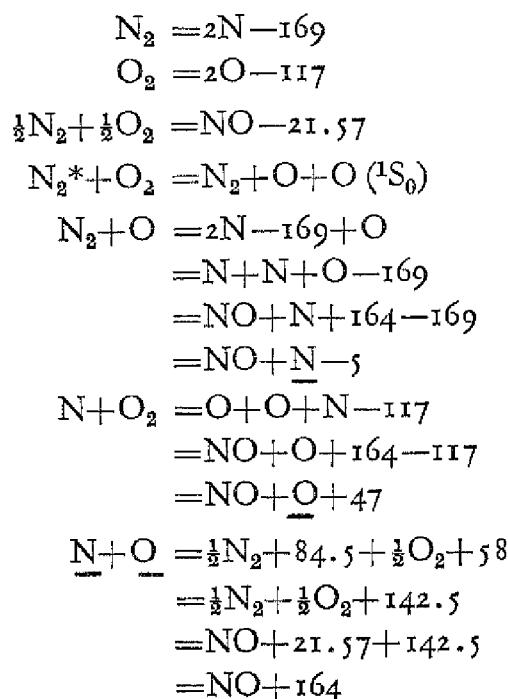 N₂ =2N—169
O₂ =2O—117
½N₂+½O₂ =NO—21.57
N₂*+O₂ =N₂+O+O (¹S₀)
N₂+O =2N—169+O
=N+N+O—169
=NO+N+164—169
=NO+N—5
N+O₂ =O+O+N—117
=NO+O+164—117
=NO+O+47
N+O =½N₂+84.5+½O₂+58
=½N₂+½O₂+142.5
=NO+21.57+142.5
=NO+164